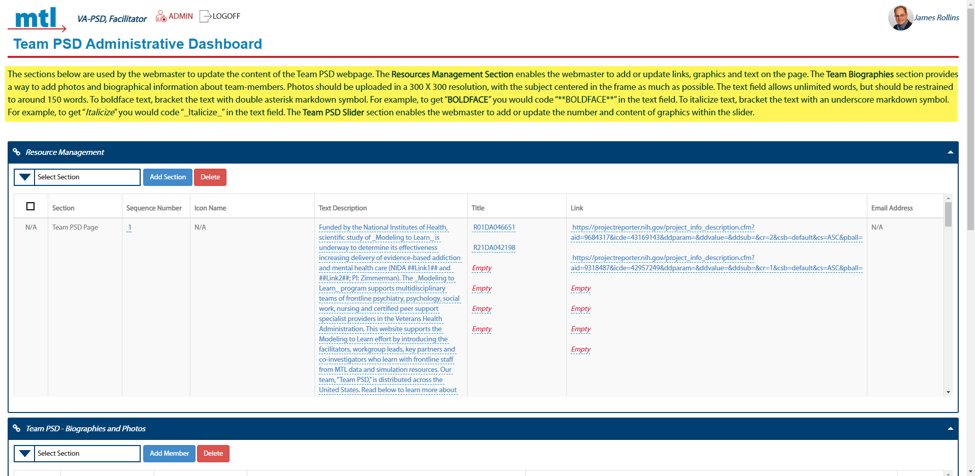 mtl VA-PSD, Facilitator ADMIN LOGOFF James Rollins
Team PSD Administrative Dashboard
The sections below are used by the webmaster to update the content of the Team PSD webpage. The Resources Management Section enables the webmaster to add or update links, graphics and text on the page. The Team Biographies section provides
a way to add photos and biographical information about team-members. Photos should be uploaded in a 300 X 300 resolution, with the subject centered in the frame as much as possible. The text field allows unlimited words, but should be restrained
to around 150 words. To boldface text, bracket the text with double asterisk markdown symbol. For example, to get "BOLDFACE" you would code "**BOLDFACE**" in the text field. To italicize text, bracket the text with an underscore markdown symbol.
For example, to get "Italicize" you would code "_Italicize_" in the text field. The Team PSD Slider section enables the webmaster to add or update the number and content of graphics within the slider.
Resource Management
Select Section Add Section Delete
Section Sequence Number Icon Name Text Description Title Link Email Address
N/A Team PSD Page 1 N/A
Funded by the National Institutes of Health,
scientific study of _Modeling to Learn_ is
underway to determine its effectiveness
increasing delivery of evidence-based addiction
and mental health care (NIDA ##Link1## and
##Link2##; PI: Zimmerman). The _Modeling to
Learn_ program supports multidisciplinary
teams of frontline psychiatry, psychology, social
work, nursing and certified peer support
specialist providers in the Veterans Health
Administration. This website supports the
Modeling to Learn effort by introducing the
facilitators, workgroup leads, key partners and
co-investigators who learn with frontline staff
from MTL data and simulation resources. Our
team, "Team PSD," is distributed across the
United States. Read below to learn more about
R01DA046651
R21DA042198
Empty
Empty
Empty
Empty
https://projectreporter.nih.gov/project_info_description.cfm?
aid=9684317&icde=43169143&ddparam=&ddvalue=&ddsub=&cr=2&csb=default&cs=ASC&pball=
https://projectreporter.nih.gov/project_info_description.cfm?
aid=9318487&icde=42957249&ddparam=&ddvalue=&ddsub=&cr=1&csb=default&cs=ASC&pball=
Empty
Empty
Empty
Empty
N/A
Team PSD - Biographies and Photos
Select Section Add Member Delete